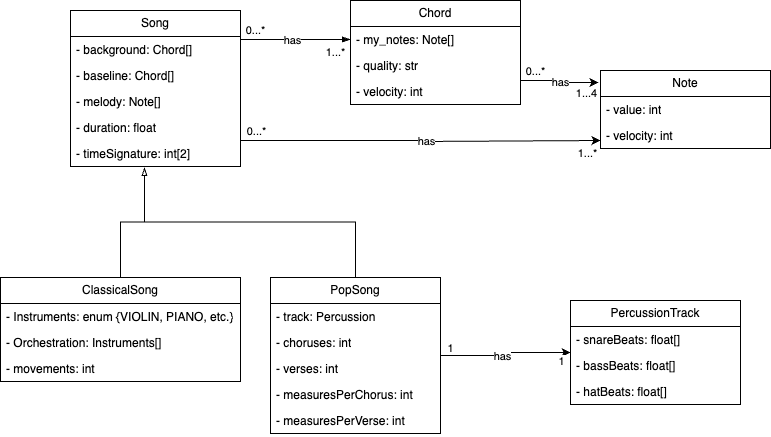 Song
- background: Chord[]
- baseline: Chord[]
- melody: Note[]
- duration: float
- timeSignature: int[2]
0...*
has
1...*
Chord
- my_notes: Note[]
- quality: str
- velocity: int
0...*
has
1...4
Note
- value: int
- velocity: int
0...*
has
1...*
ClassicalSong
- Instruments: enum {VIOLIN, PIANO, etc.)
- Orchestration: Instruments[]
- movements: int
PopSong
- track: Percussion
- choruses: int
- verses: int
- measuresPerChorus: int
- measuresPerVerse: int
1
has
1
PercussionTrack
- snareBeats: float[]
- bassBeats: float[]
- hatBeats: float[]